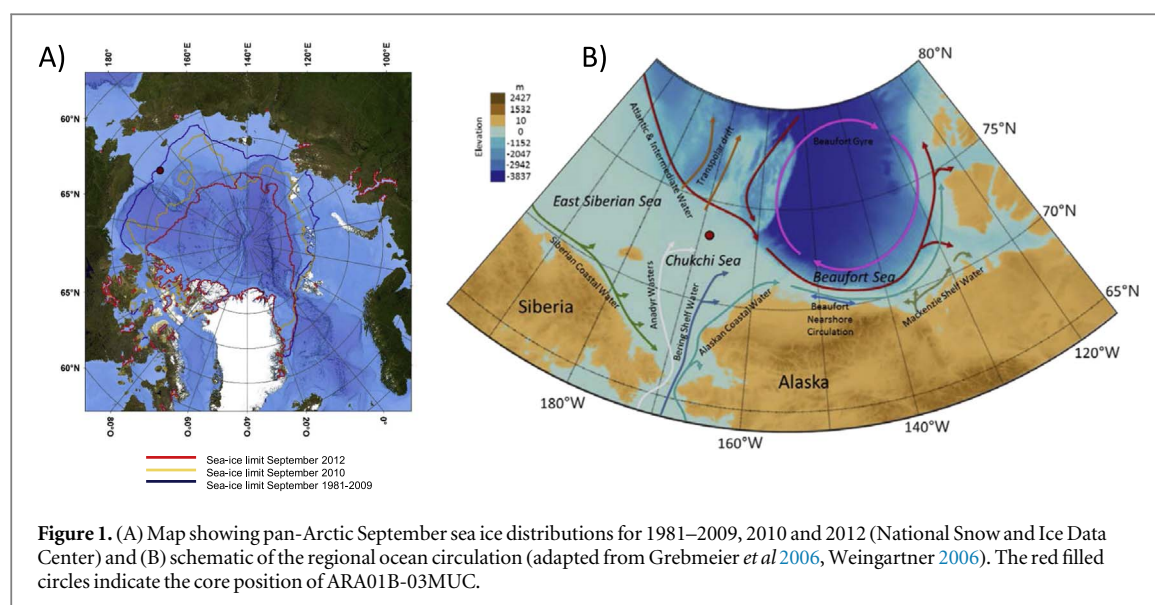 A)
180°
160°E
140°E
120°E
100°E
60°N
65°N
65°N
60°N
80°O
60°O
40°O
20°O
0°
Sea-ice limit September 2012
Sea-ice limit September 2010
Sea-ice limit September 1981-2009
B)
80°N
75°N
70°N
65°N
120°W
140°W
160°W
180°W
m
2427
1532
10
0
-1152
-2047
-2942
-3837
Elevation
Atlantic & Intermediate Water
Transpolar drift
Beaufort Gyre
East Siberian Sea
Siberian Coastal Water
Chukchi Sea
Beaufort Sea
Siberia
Anadyr Wasters
Bering Shelf Water
Alaskan Coastal Water
Beaufort
Nearshore
Circulation
Mackenzie Shelf Water
Alaska
Figure 1. (A) Map showing pan-Arctic September sea ice distributions for 1981–2009, 2010 and 2012 (National Snow and Ice Data
Center) and (B) schematic of the regional ocean circulation (adapted from Grebmeier et al 2006, Weingartner 2006). The red filled
circles indicate the core position of ARA01B-03MUC.